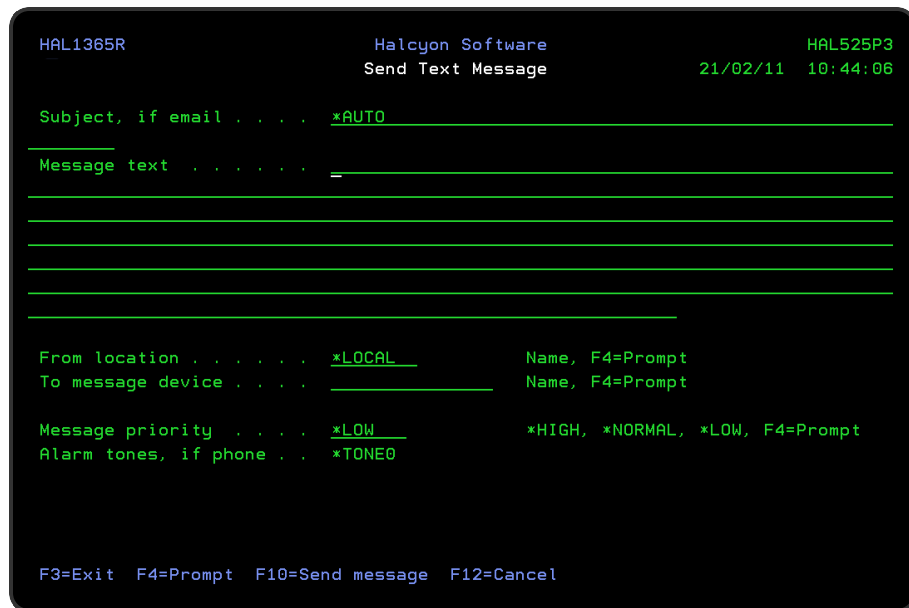 HAL1365R Halcyon Software HAL525P3
Send Text Message 21/02/11 10:44:06
Subject, if email . . . . *AUTO
Message text . . . . . .
From location . . . . . . *LOCAL Name, F4=Prompt
To message device . . . . Name, F4=Prompt
Message priority . . . . *LOW *HIGH, *NORMAL, *LOW, F4=Prompt
Alarm tones, if phone . . *TONE0
F3=Exit F4=Prompt F10=Send message F12=Cancel